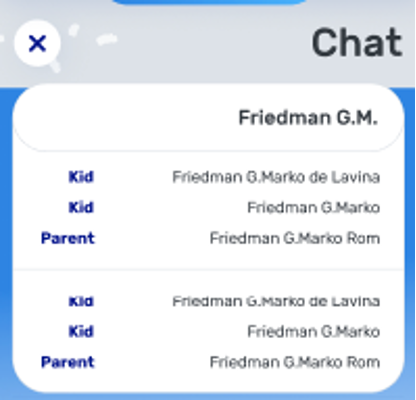 Chat
Friedman G.M.
Kid Friedman G.Marko de Lavina
Kid Friedman G.Marko
Parent Friedman G.Marko Rom
Kid Friedman G.Marko de Lavina
Kid Friedman G.Marko
Parent Friedman G.Marko Rom